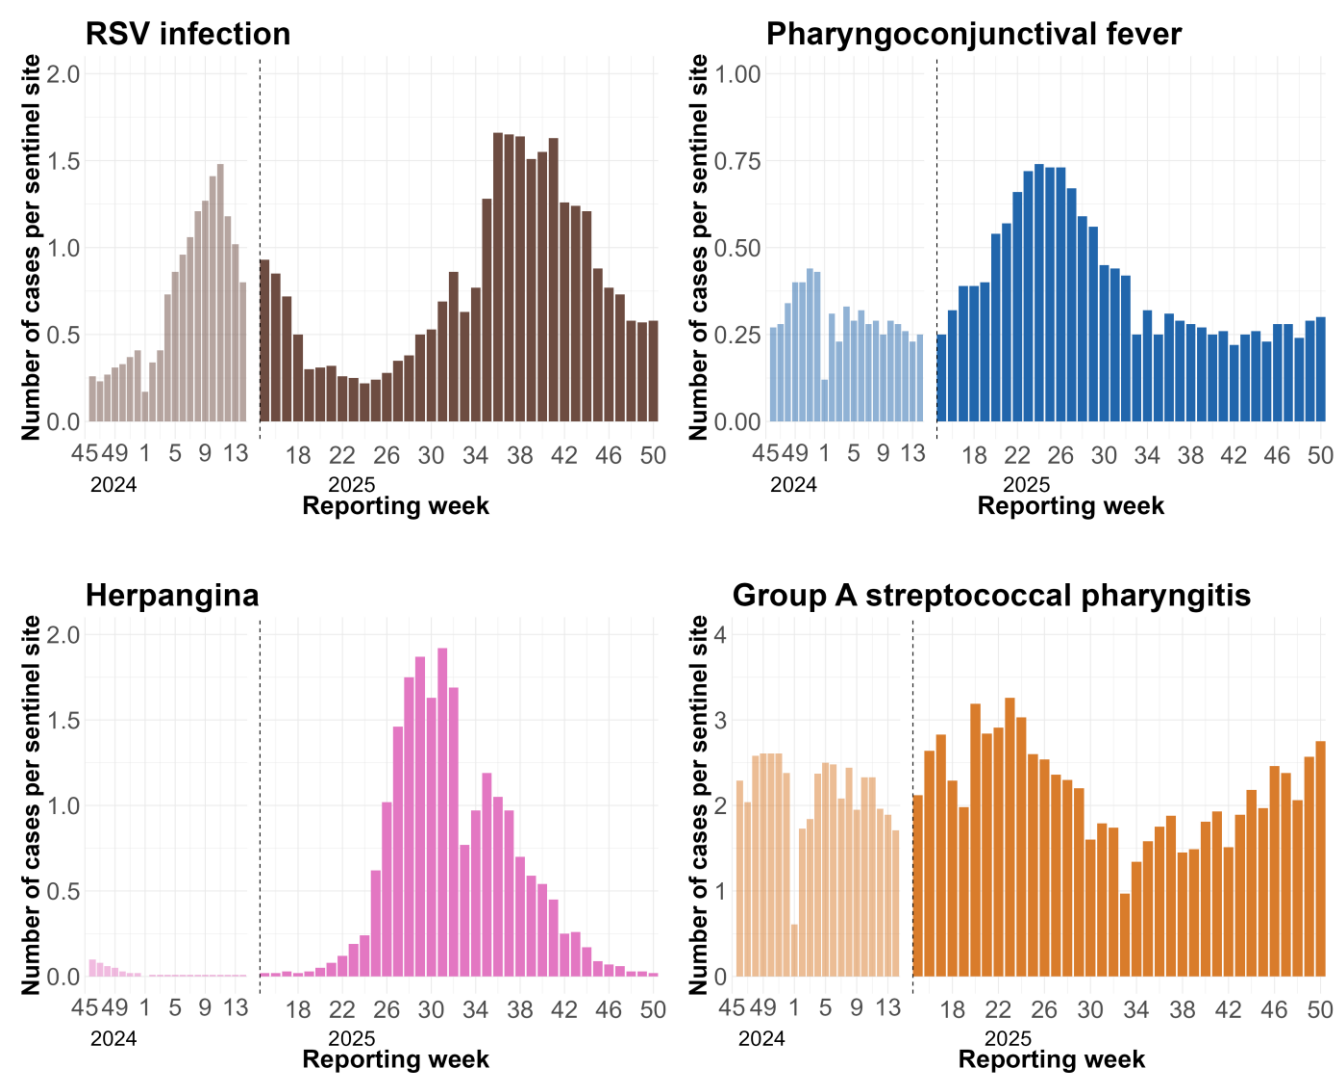 RSV infection
Number of cases per sentinel site
2.0
1.5
1.0
0.5
0.0
45 49 1 5 9 13 18 22 26 30 34 38 42 46 50
2024 2025
Reporting week
Pharyngoconjunctival fever
Number of cases per sentinel site
1.00
0.75
0.50
0.25
0.00
45 49 1 5 9 13 18 22 26 30 34 38 42 46 50
2024 2025
Reporting week
Herpangina
Number of cases per sentinel site
2.0
1.5
1.0
0.5
0.0
45 49 1 5 9 13 18 22 26 30 34 38 42 46 50
2024 2025
Reporting week
Group A streptococcal pharyngitis
Number of cases per sentinel site
4
3
2
1
0
45 49 1 5 9 13 18 22 26 30 34 38 42 46 50
2024 2025
Reporting week